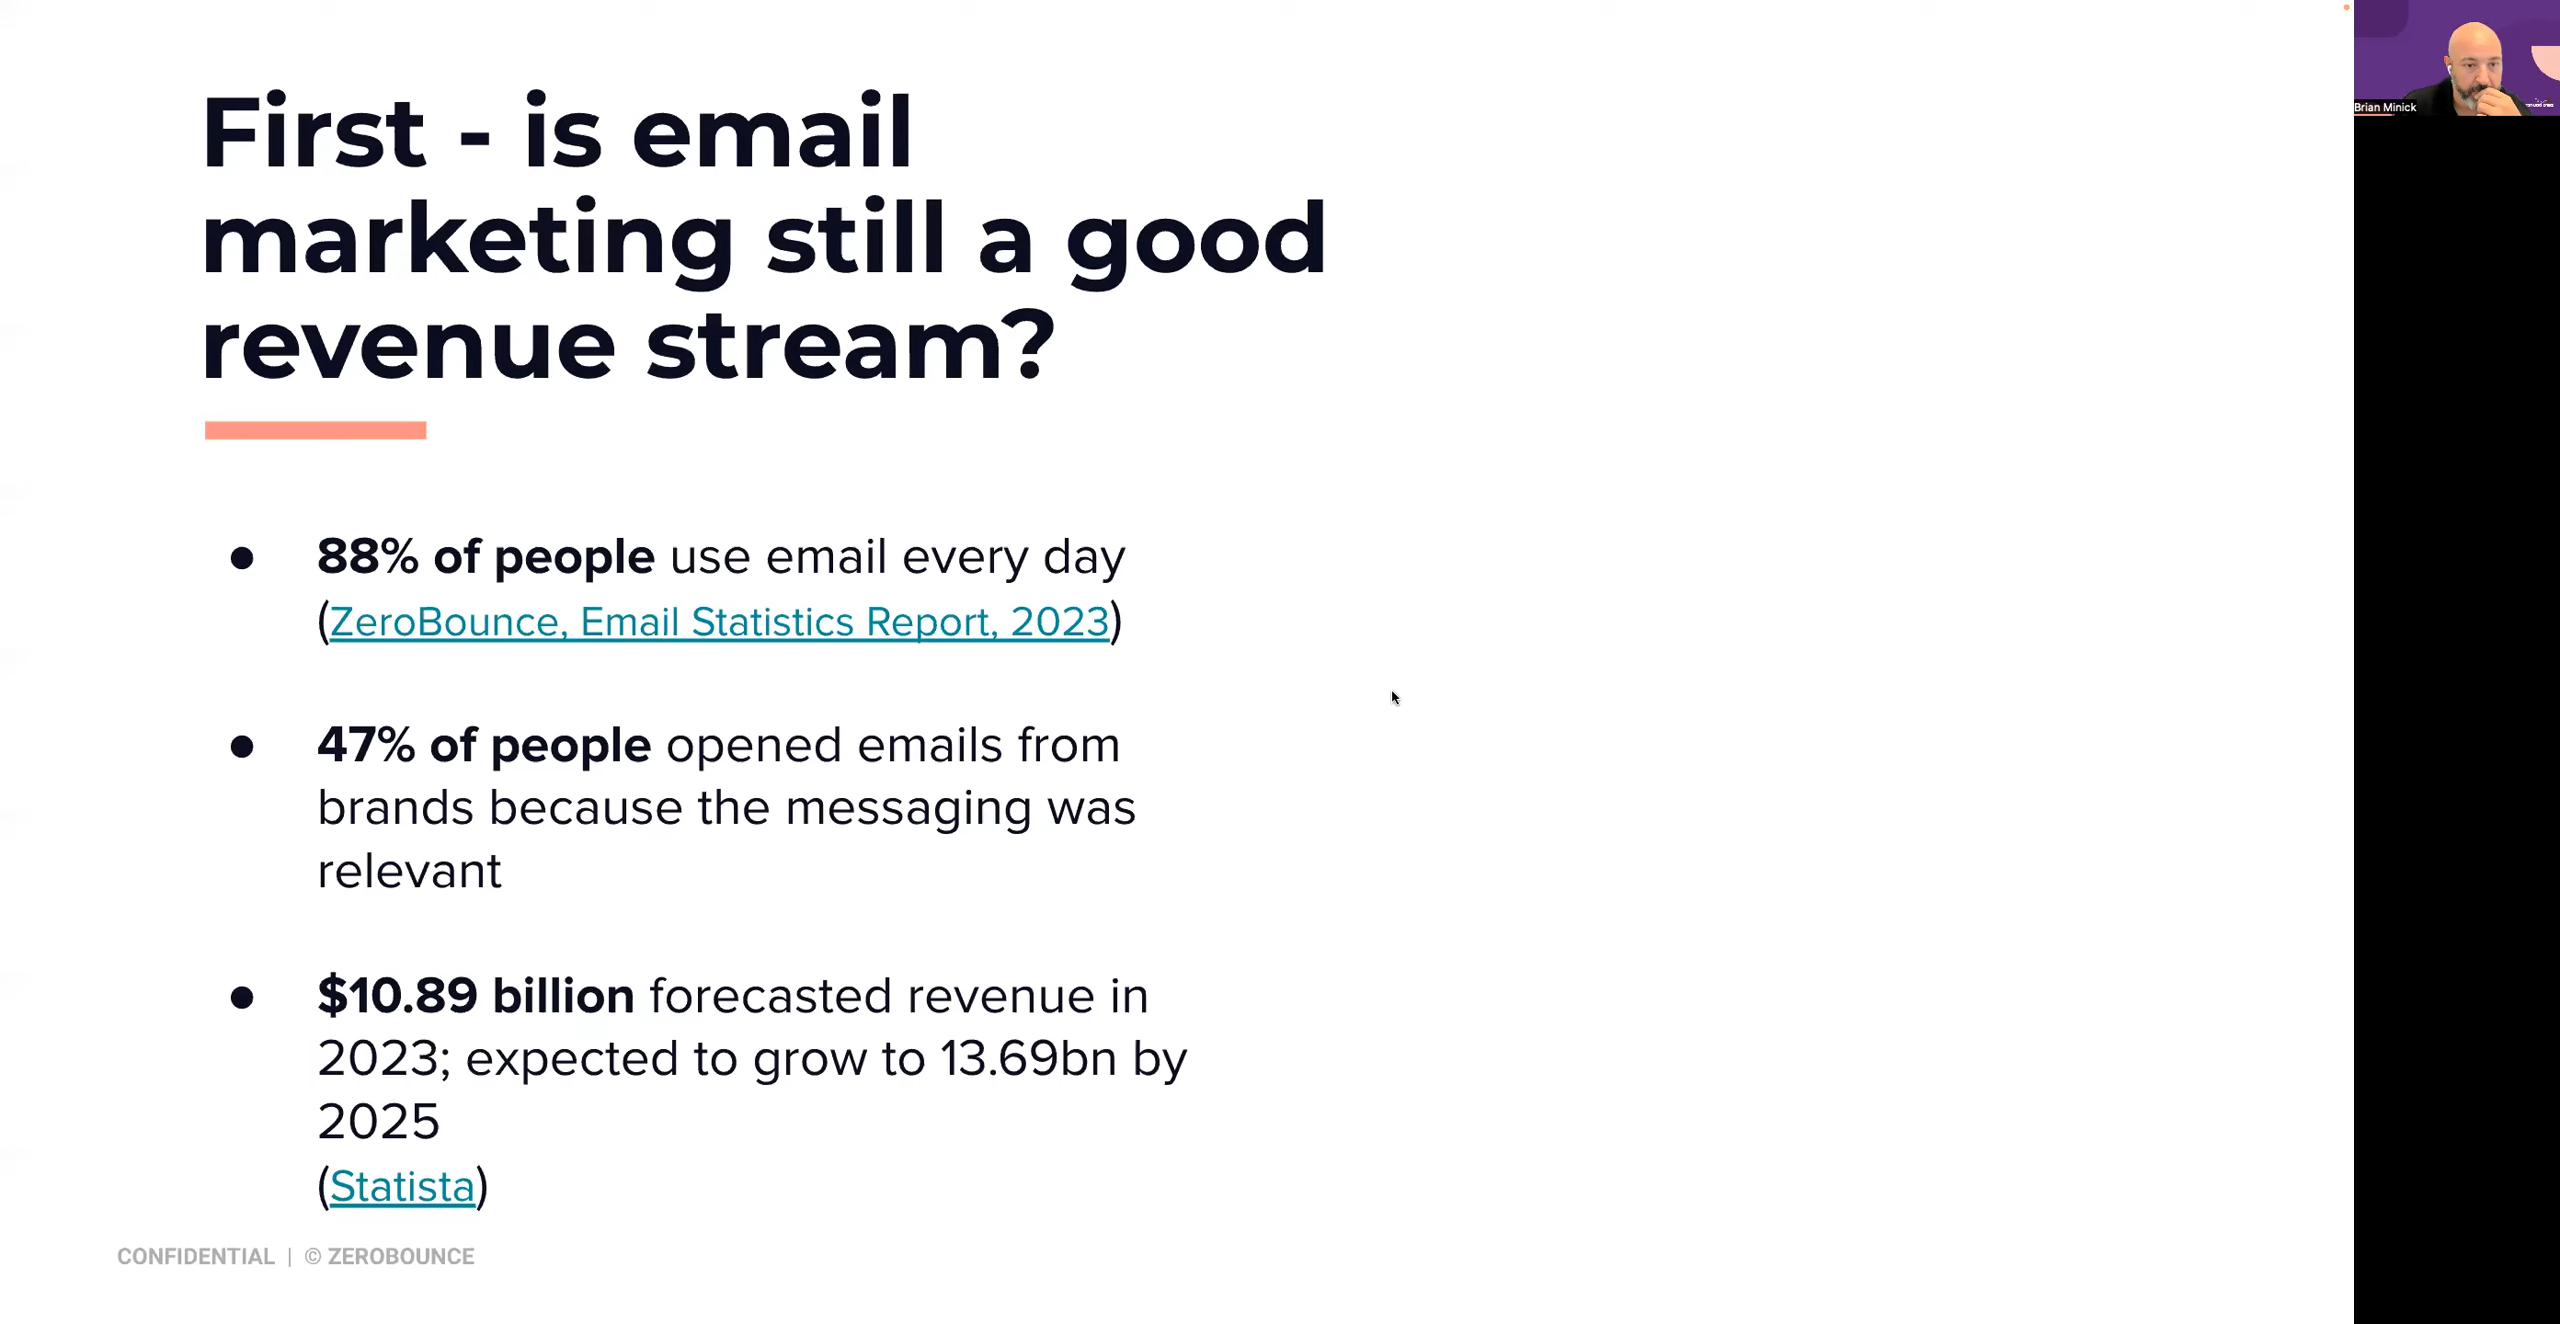 First - is email
marketing still a good
revenue stream?
● 88% of people use email every day
(ZeroBounce, Email Statistics Report, 2023)
● 47% of people opened emails from
brands because the messaging was
relevant
● $10.89 billion forecasted revenue in
2023; expected to grow to 13.69bn by
2025
(Statista)
CONFIDENTIAL | © ZEROBOUNCE
Brian Minick